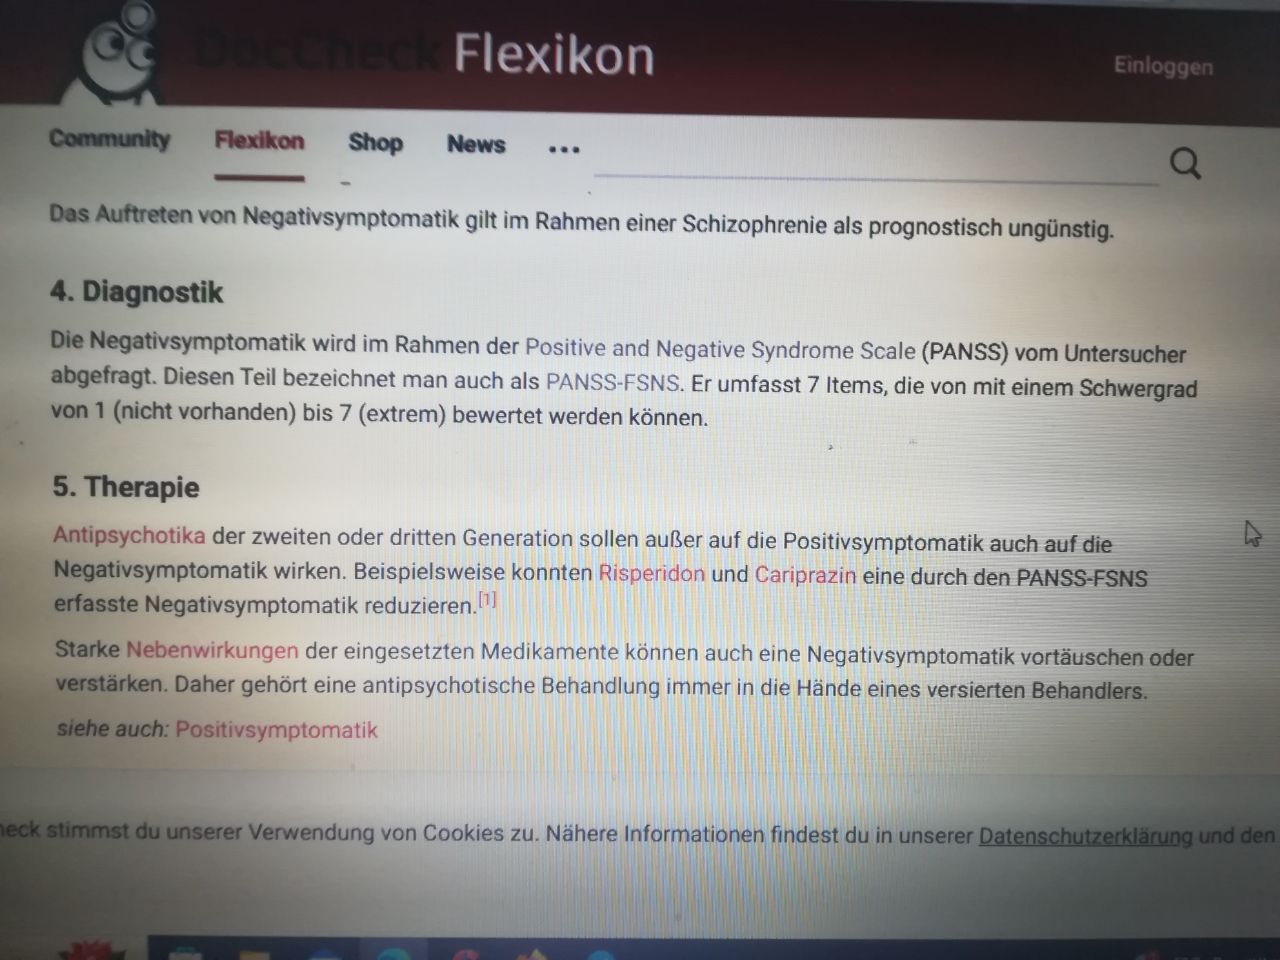 DocCheck Flexikon
Einloggen
Community Flexikon Shop News ...
Das Auftreten von Negativsymptomatik gilt im Rahmen einer Schizophrenie als prognostisch ungünstig.
4. Diagnostik
Die Negativsymptomatik wird im Rahmen der Positive and Negative Syndrome Scale (PANSS) vom Untersucher
abgefragt. Diesen Teil bezeichnet man auch als PANSS-FSNS. Er umfasst 7 Items, die von mit einem Schwergrad
von 1 (nicht vorhanden) bis 7 (extrem) bewertet werden können.
5. Therapie
Antipsychotika der zweiten oder dritten Generation sollen außer auf die Positivsymptomatik auch auf die
Negativsymptomatik wirken. Beispielsweise konnten Risperidon und Cariprazin eine durch den PANSS-FSNS
erfasste Negativsymptomatik reduzieren.[1]
Starke Nebenwirkungen der eingesetzten Medikamente können auch eine Negativsymptomatik vortäuschen oder
verstärken. Daher gehört eine antipsychotische Behandlung immer in die Hände eines versierten Behandlers.
siehe auch: Positivsymptomatik
heck stimmst du unserer Verwendung von Cookies zu. Nähere Informationen findest du in unserer Datenschutzerklärung und den